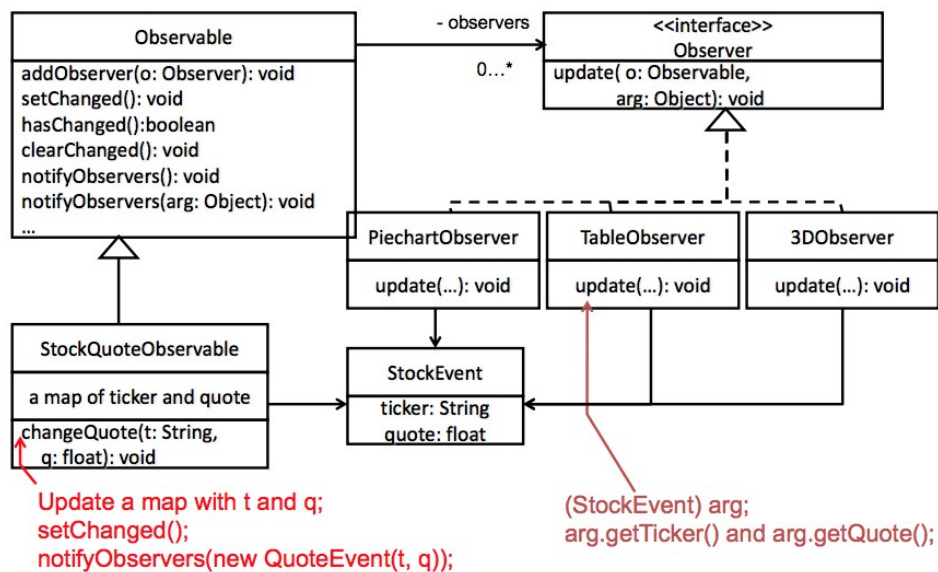 Observable
addObserver(o: Observer): void
setChanged(): void
hasChanged():boolean
clearChanged(): void
notifyObservers(): void
notifyObservers(arg: Object): void
...
- observers
0...*
<<interface>>
Observer
update( o: Observable,
arg: Object): void
PiechartObserver
update(...): void
TableObserver
update(...): void
3DObserver
update(...): void
StockQuoteObservable
a map of ticker and quote
changeQuote(t: String,
q: float): void
StockEvent
ticker: String
quote: float
Update a map with t and q;
setChanged();
notifyObservers(new QuoteEvent(t, q));
(StockEvent) arg;
arg.getTicker() and arg.getQuote();